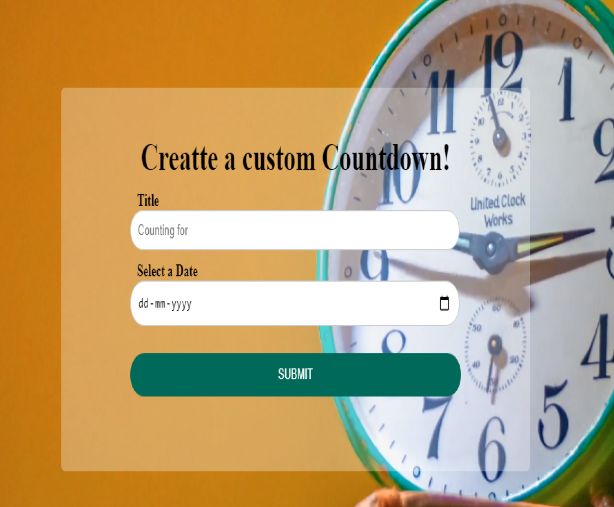 Creatte a custom Countdown!
Title
Counting for
Select a Date
dd-mm-yyyy
SUBMIT
12
11
1
10
2
United Clock
Works
9
8
4
7
5
6